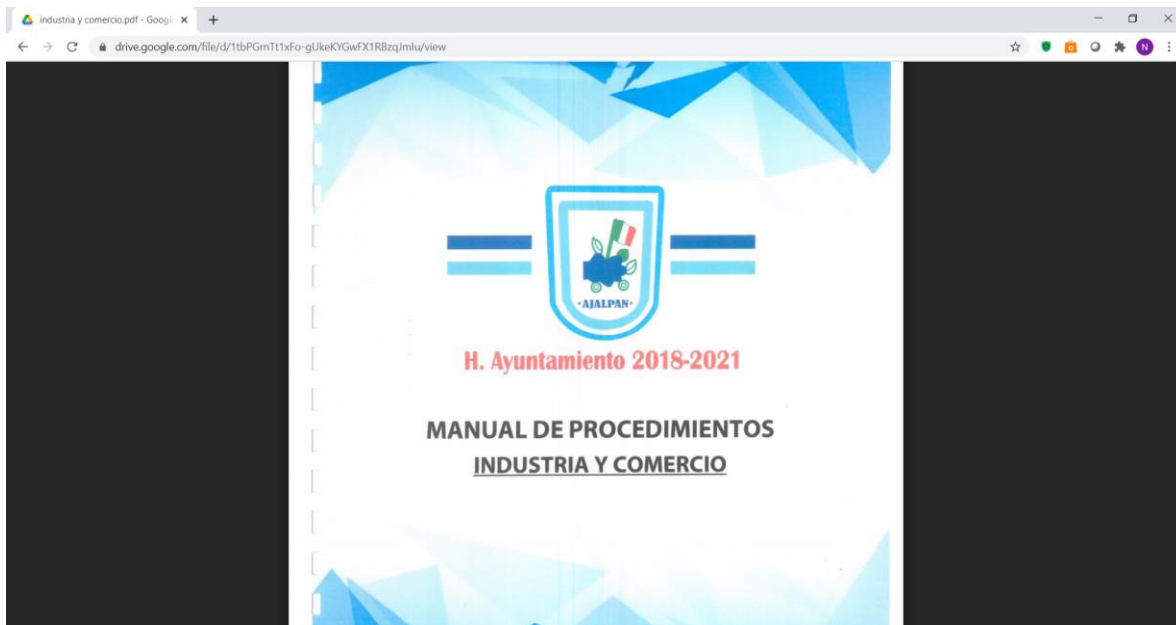 industria y comercio.pdf - Googl
drive.google.com/file/d/1tbPGmTt1xFo-gUkeKYGwFX1RBzqJmlu/view
N
·AJALPAN·
H. Ayuntamiento 2018-2021
MANUAL DE PROCEDIMIENTOS
INDUSTRIA Y COMERCIO